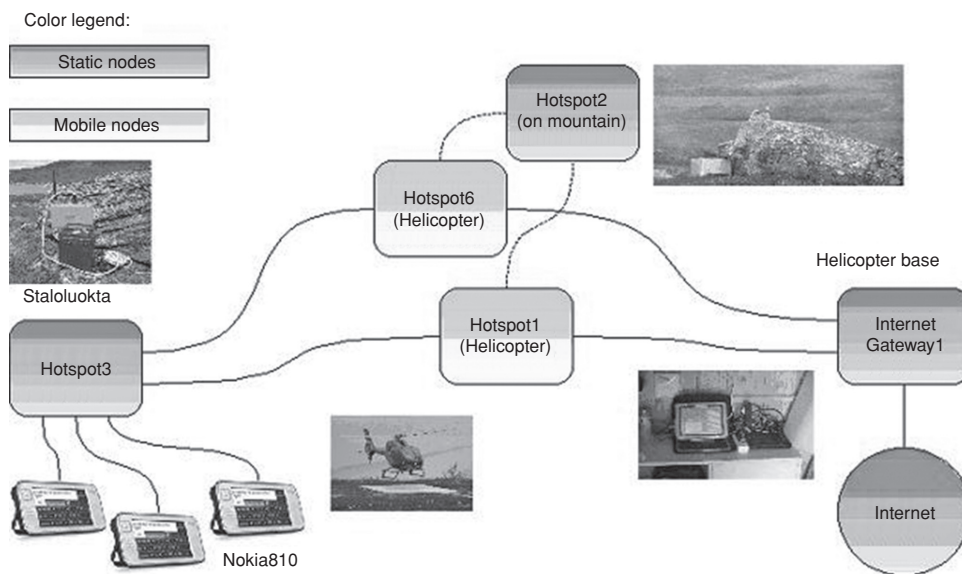 Color legend:
Static nodes
Mobile nodes
Hotspot2
(on mountain)
Hotspot6
(Helicopter)
Staloluokta
Helicopter base
Hotspot3
Hotspot1
(Helicopter)
Internet
Gateway1
Internet
Nokia810